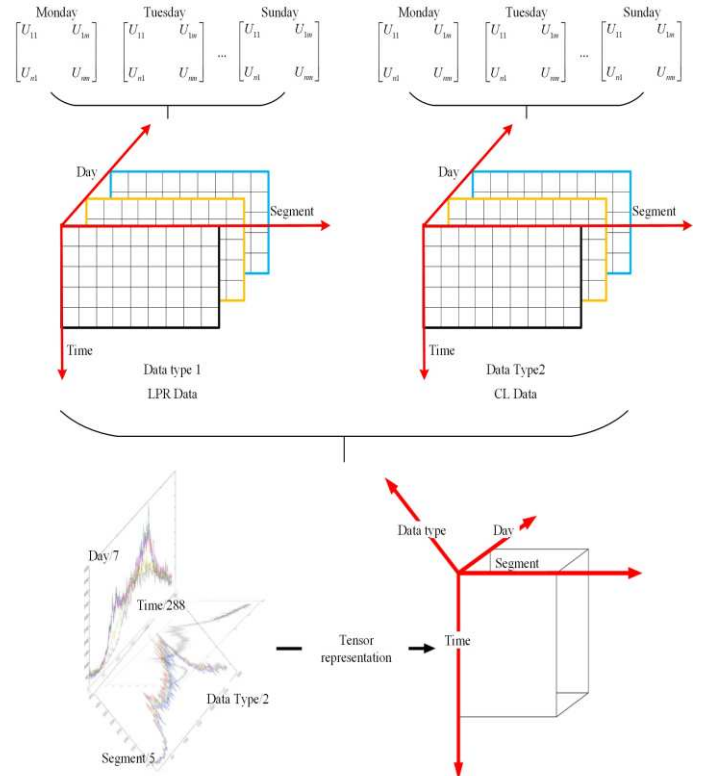 Monday Tuesday Sunday Monday Tuesday Sunday
U11 U1m U11 U1m ... U11 U1m U11 U1m U11 U1m ... U11 U1m
Un1 Unm Un1 Unm Un1 Unm Un1 Unm Un1 Unm Un1 Unm
Day Day
Segment Segment
Time Time
Data type 1 Data Type2
LPR Data CL Data
Data type Day
Day/7 Segment
Time/288
Tensor Time
representation
Data Type/2
Segment/5